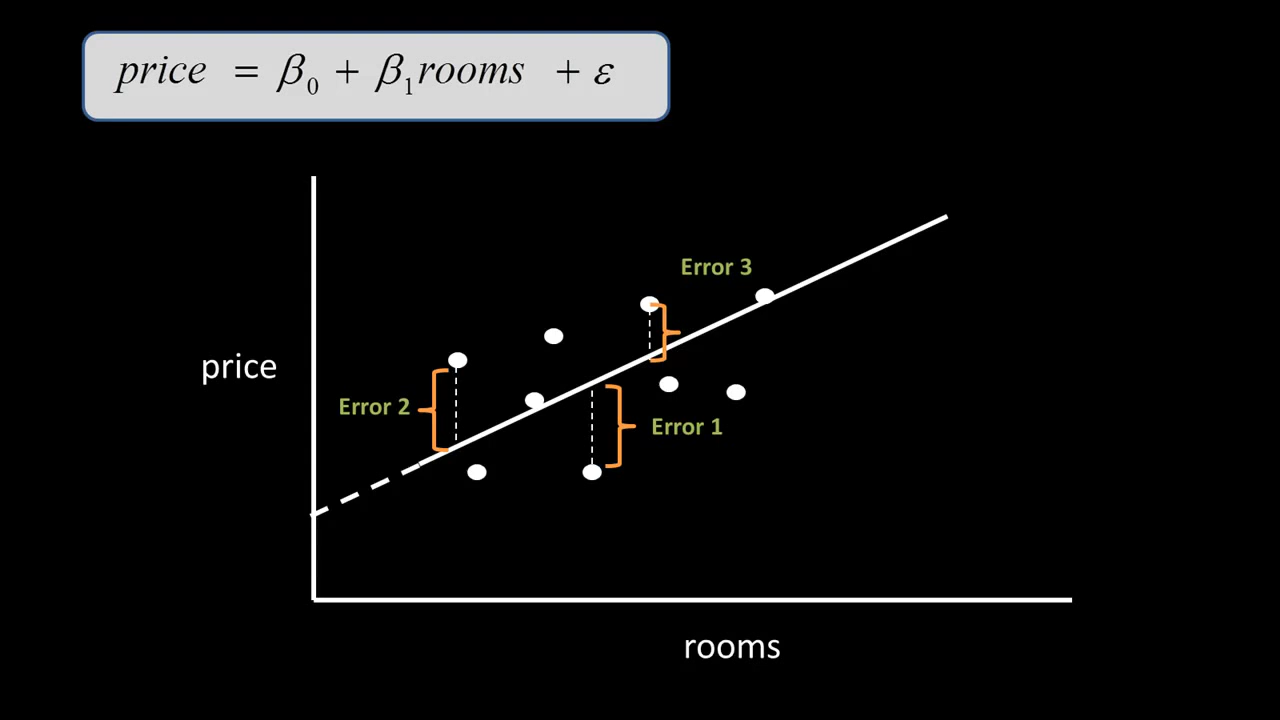 price = β₀ + β₁rooms + ε
Error 3
price
Error 2
Error 1
rooms